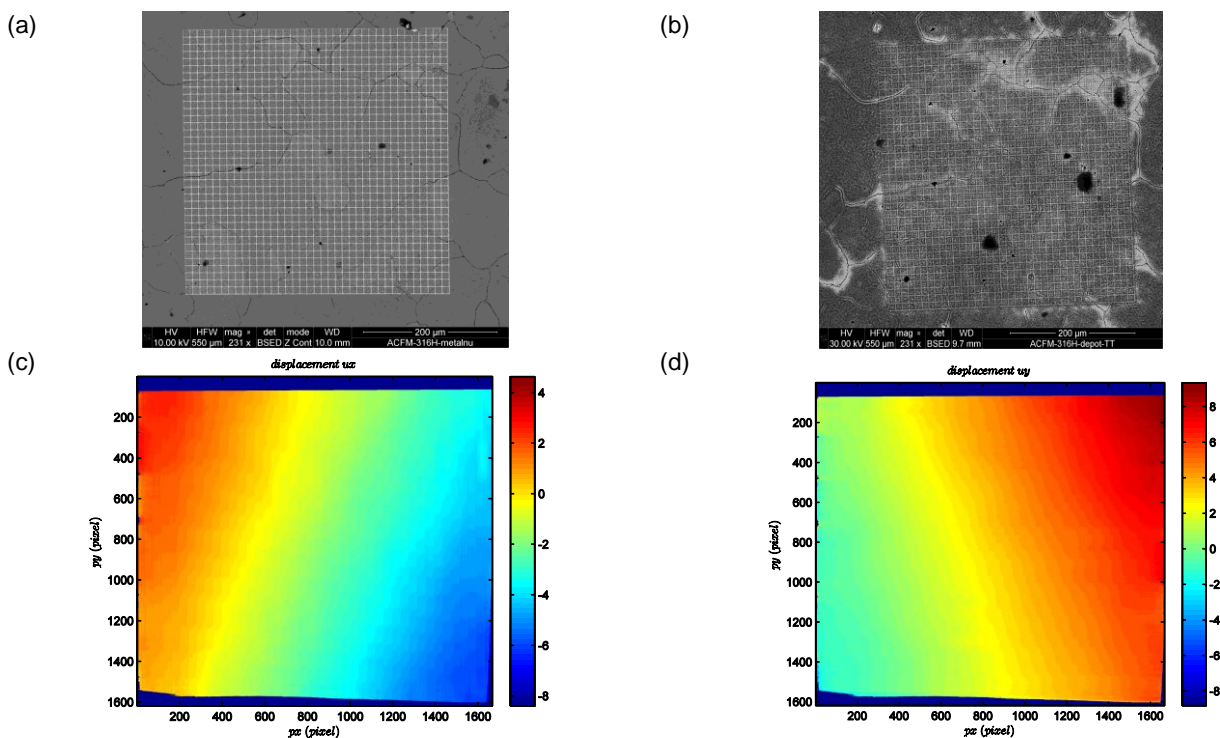 (a)
HV HFW mag × det mode WD 200 µm
10.00 kV 550 µm 231 x BSED Z Cont 10.0 mm ACFM-316H-metalnu
(b)
HV HFW mag × det WD 200 µm
30.00 kV 550 µm 231 x BSED 9.7 mm ACFM-316H-depot-TT
(c)
displacement ux
py (pixel)
200
400
600
800
1000
1200
1400
1600
200 400 600 800 1000 1200 1400 1600
px (pixel)
4
2
0
-2
-4
-6
-8
(d)
displacement uy
py (pixel)
200
400
600
800
1000
1200
1400
1600
200 400 600 800 1000 1200 1400 1600
px (pixel)
8
6
4
2
0
-2
-4
-6
-8